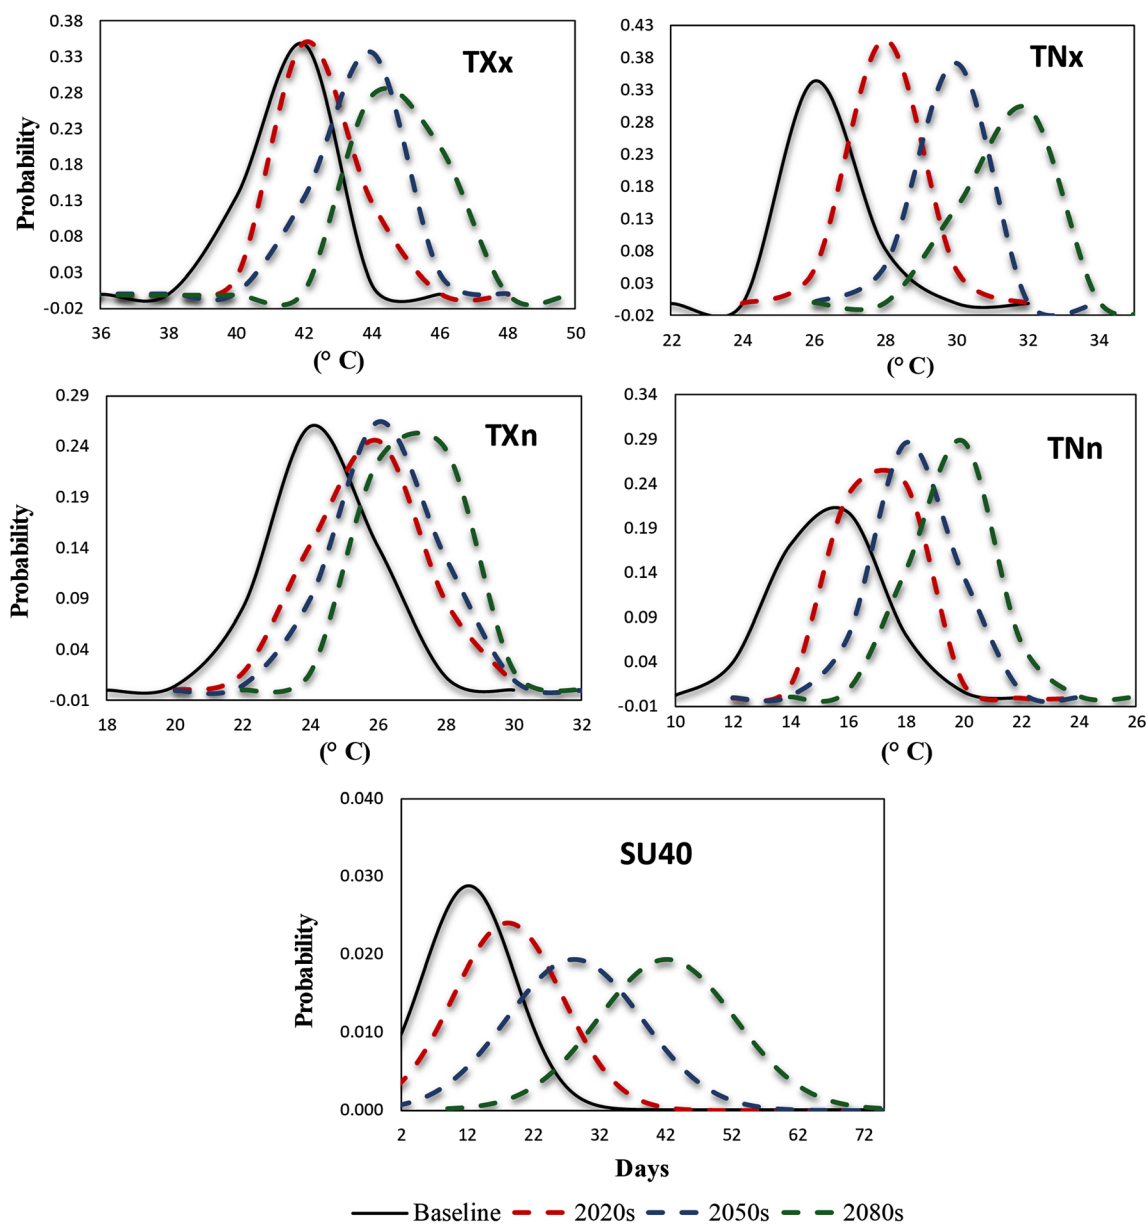 0.38
0.33
0.28
0.23
0.18
0.13
0.08
0.03
-0.02
Probability
TXx
36 38 40 42 44 46 48 50
(° C)
0.43
0.38
0.33
0.28
0.23
0.18
0.13
0.08
0.03
-0.02
TNx
22 24 26 28 30 32 34
(° C)
0.29
0.24
0.19
0.14
0.09
0.04
-0.01
Probability
TXn
18 20 22 24 26 28 30 32
(° C)
0.34
0.29
0.24
0.19
0.14
0.09
0.04
-0.01
TNn
10 12 14 16 18 20 22 24 26
(° C)
0.040
0.030
0.020
0.010
0.000
Probability
SU40
2 12 22 32 42 52 62 72
Days
Baseline 2020s 2050s 2080s